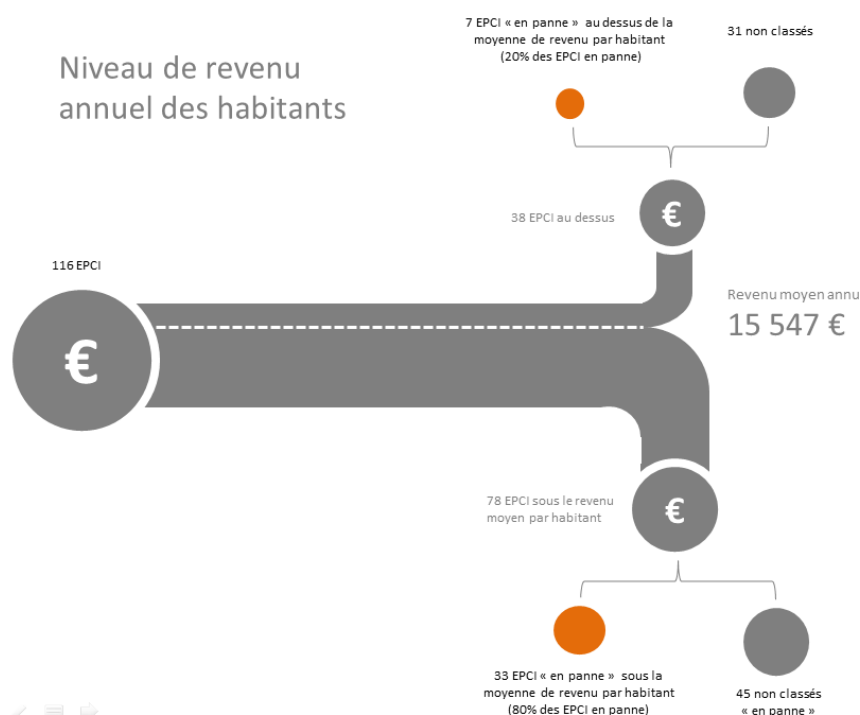 Niveau de revenu
annuel des habitants
7 EPCI « en panne » au dessus de la
moyenne de revenu par habitant
(20% des EPCI en panne)
31 non classés
€
38 EPCI au dessus
116 EPCI
€
Revenu moyen annu
15 547 €
78 EPCI sous le revenu
moyen par habitant
€
33 EPCI « en panne » sous la
moyenne de revenu par habitant
(80% des EPCI en panne)
45 non classés
« en panne »